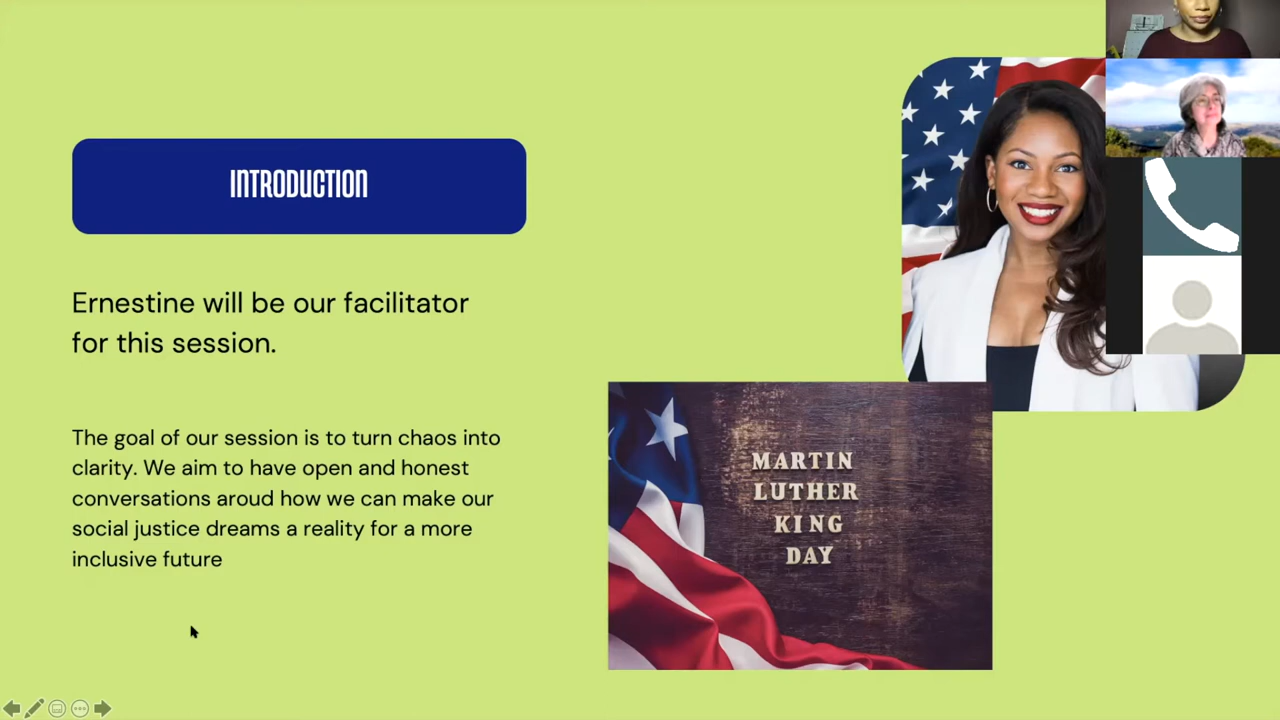 INTRODUCTION
Ernestine will be our facilitator
for this session.
The goal of our session is to turn chaos into
clarity. We aim to have open and honest
conversations aroud how we can make our
social justice dreams a reality for a more
inclusive future
MARTIN
LUTHER
KING
DAY